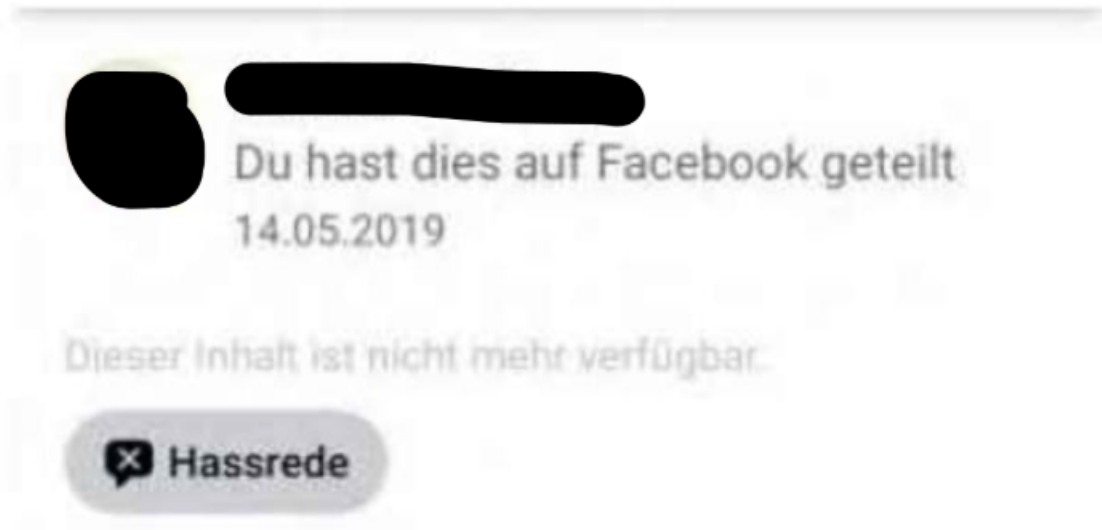 Du hast dies auf Facebook geteilt
14.05.2019
Dieser Inhalt ist nicht mehr verfügbar.
Hassrede